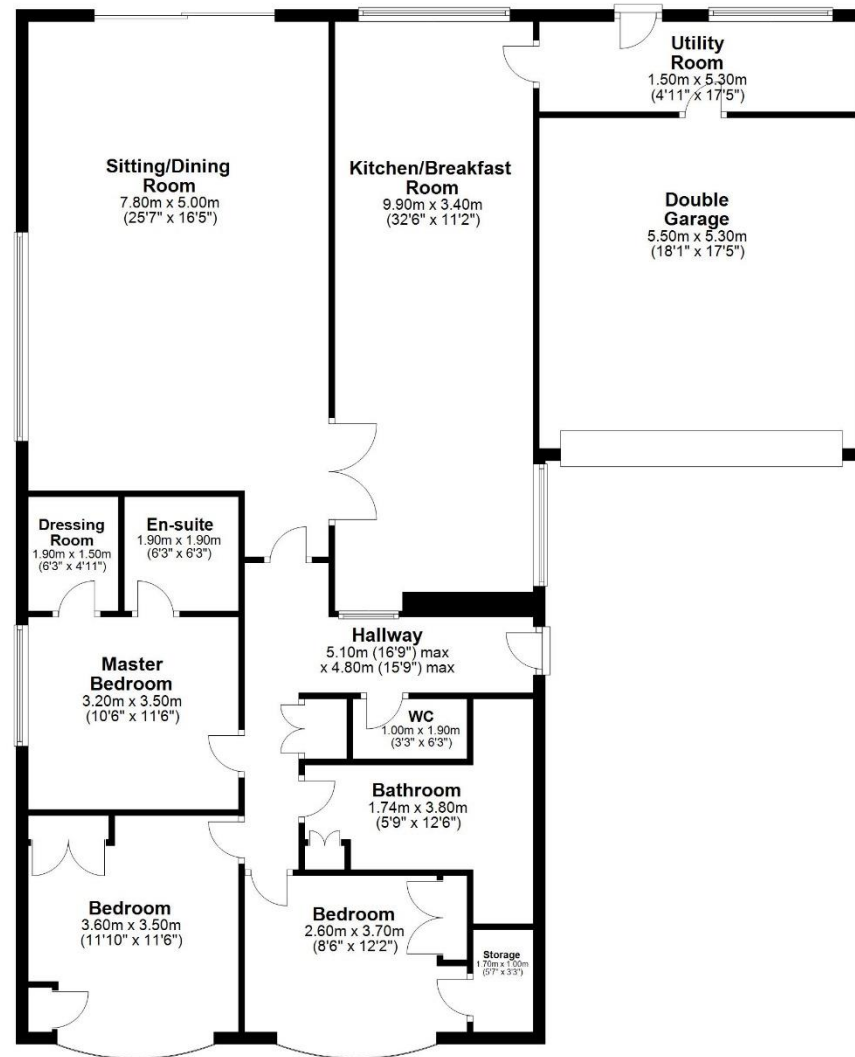 Utility
Room
1.50m x 5.30m
(4'11" x 17'5")
Sitting/Dining
Room
7.80m x 5.00m
(25'7" x 16'5")
Kitchen/Breakfast
Room
9.90m x 3.40m
(32'6" x 11'2")
Double
Garage
5.50m x 5.30m
(18'1" x 17'5")
Dressing
Room
1.90m x 1.50m
(6'3" x 4'11")
En-suite
1.90m x 1.90m
(6'3" x 6'3")
Hallway
5.10m (16'9") max
x 4.80m (15'9") max
Master
Bedroom
3.20m x 3.50m
(10'6" x 11'6")
WC
1.00m x 1.90m
(3'3" x 6'3")
Bathroom
1.74m x 3.80m
(5'9" x 12'6")
Bedroom
3.60m x 3.50m
(11'10" x 11'6")
Bedroom
2.60m x 3.70m
(8'6" x 12'2")
Storage
1.70m x 1.00m
(5'7" x 3'3")